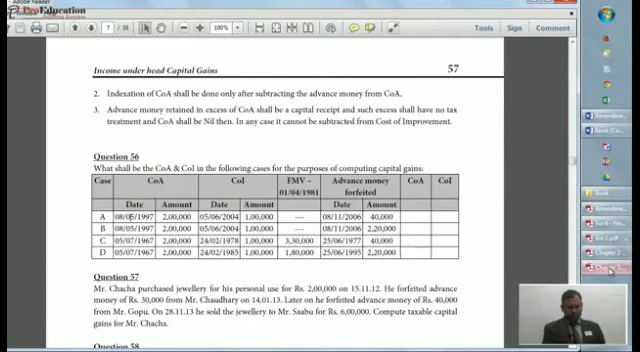 Adobe Reader
ProEducation
7 / 38
100%
Tools
Sign
Comment
Income under head Capital Gains
57
2. Indexation of CoA shall be done only after subtracting the advance money from CoA.
3. Advance money retained in excess of CoA shall be a capital receipt and such excess shall have no tax
treatment and CoA shall be Nil then. In any case it cannot be subtracted from Cost of Improvement.
Question 56
What shall be the CoA & CoI in the following cases for the purposes of computing capital gains:
Case CoA CoI FMV – 01/04/1981 Advance money forfeited CoA CoI
Date Amount Date Amount Date Amount
A 08/05/1997 2,00,000 05/06/2004 1,00,000 --- 08/11/2006 40,000
B 08/05/1997 2,00,000 05/06/2004 1,00,000 --- 08/11/2006 2,20,000
C 05/07/1967 2,00,000 24/02/1978 1,00,000 3,30,000 25/06/1977 40,000
D 05/07/1967 2,00,000 24/02/1985 1,00,000 1,80,000 25/06/1995 2,20,000
Question 57
Mr. Chacha purchased jewellery for his personal use for Rs. 2,00,000 on 15.11.12. He forfeited advance
money of Rs. 30,000 from Mr. Chaudhary on 14.01.13. Later on he forfeited advance money of Rs. 40,000
from Mr. Gopu. On 28.11.13 he sold the jewellery to Mr. Saabu for Rs. 6,00,000. Compute taxable capital
gains for Mr. Chacha.
Question 58
Book
Chapter 2